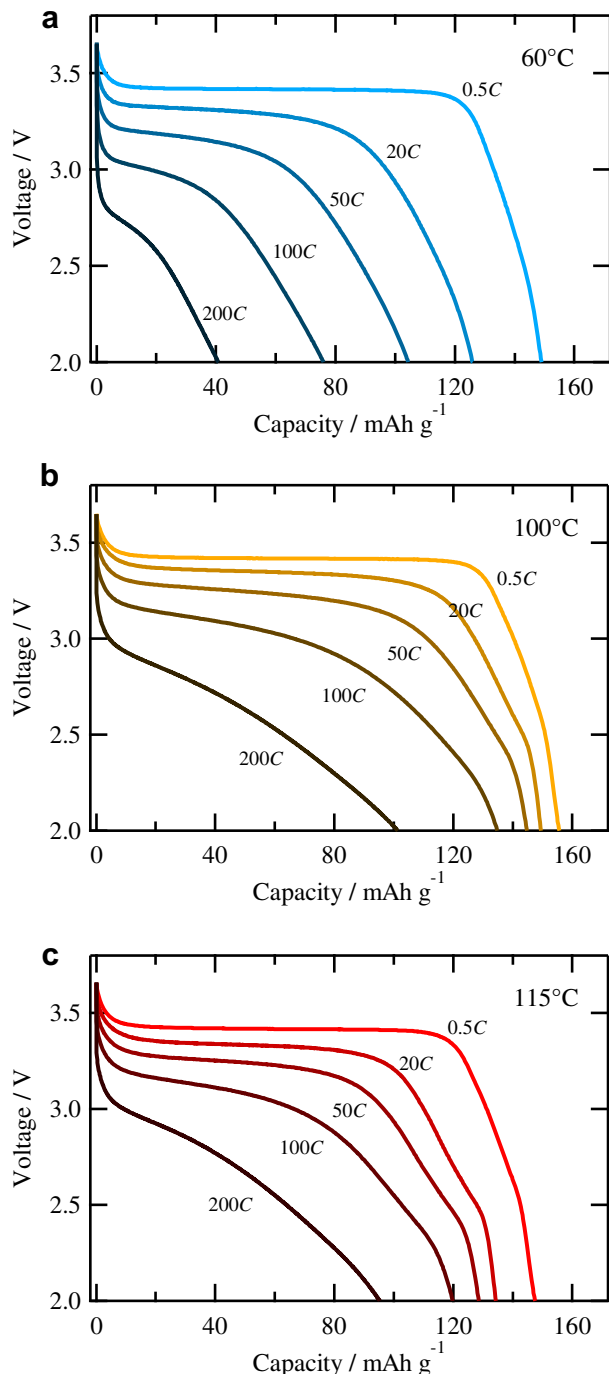 a
60°C
3.5
0.5C
20C
3.0
50C
100C
2.5
200C
2.0
0
40
80
120
160
Voltage / V
Capacity / mAh g⁻¹
b
100°C
3.5
0.5C
20C
3.0
50C
100C
2.5
200C
2.0
0
40
80
120
160
Voltage / V
Capacity / mAh g⁻¹
c
115°C
3.5
0.5C
20C
3.0
50C
100C
2.5
200C
2.0
0
40
80
120
160
Voltage / V
Capacity / mAh g⁻¹